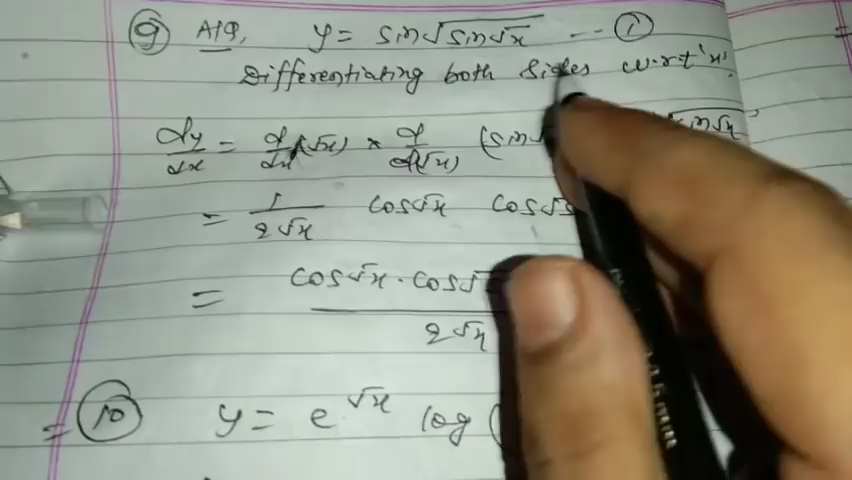 ⑨ A/Q, y = sin√sin√x --- ①
Differentiating both sides w.r.t 'x'.
dy/dx = d/dx (√x) × d/d(√x) (sin√ sin√x
= 1/2√x cos√x cos√s
= cos√x . cos√ / 2√x
= ⑩ y = e^√x log (